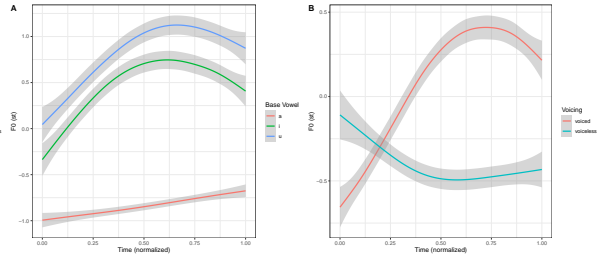 A
F0 (st)
1.0
0.5
0.0
−0.5
−1.0
0.00
0.25
0.50
0.75
1.00
Time (normalized)
Base Vowel
a
i
u
B
F0 (st)
0.5
0.0
−0.5
0.00
0.25
0.50
0.75
1.00
Time (normalized)
Voicing
voiced
voiceless